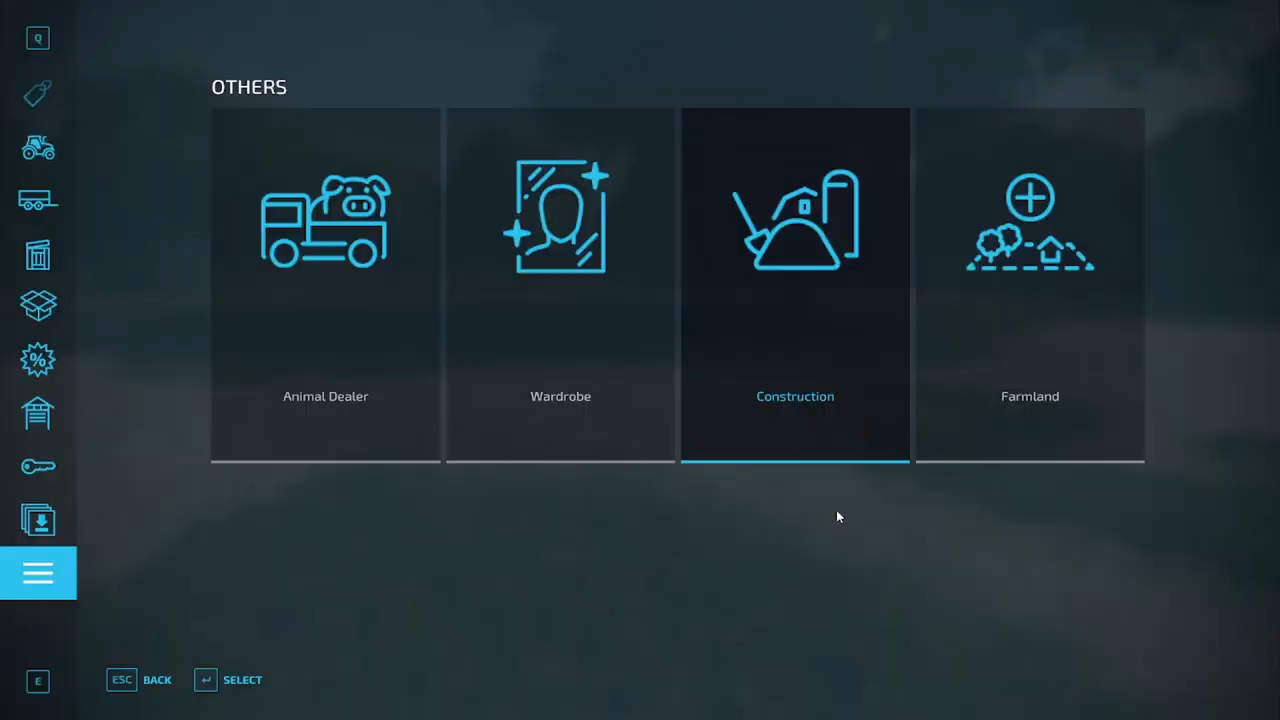 Q
OTHERS
%
Animal Dealer
Wardrobe
Construction
Farmland
E
ESC BACK
SELECT